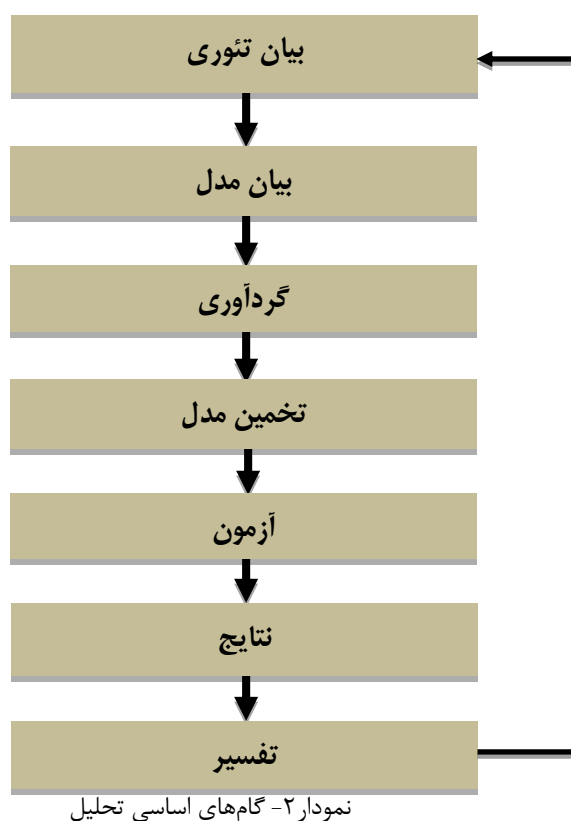 بیان تئوری
بیان مدل
گردآوری
تخمین مدل
آزمون
نتایج
تفسیر
نمودار۲- گام‌های اساسی تحلیل